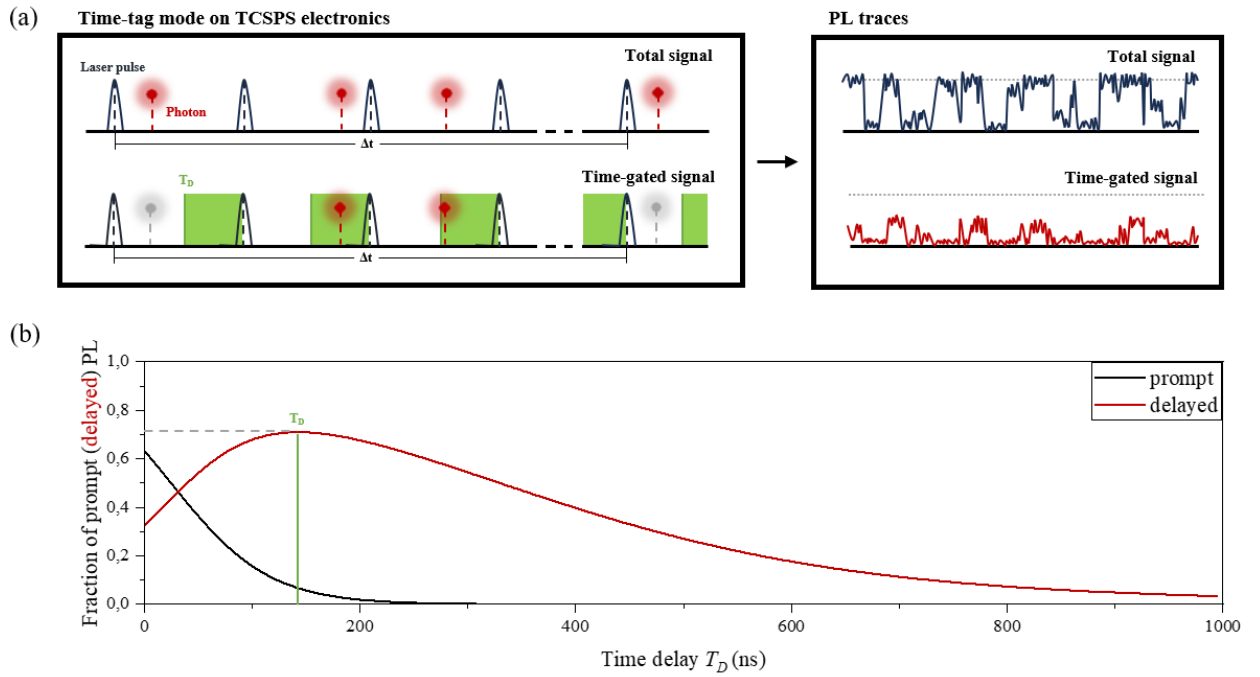 (a)
Time-tag mode on TCSPS electronics
PL traces
Total signal
Laser pulse
Photon
Δt
T_D
Time-gated signal
Δt
Total signal
Time-gated signal
(b)
Fraction of prompt (delayed) PL
1,0
0,8
0,6
0,4
0,2
0,0
T_D
prompt
delayed
0
200
400
600
800
1000
Time delay T_D (ns)